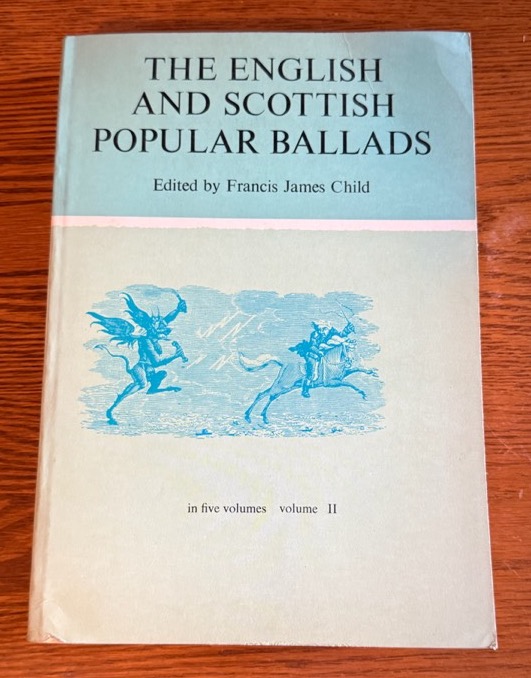 THE ENGLISH
AND SCOTTISH
POPULAR BALLADS
Edited by Francis James Child
in five volumes volume II